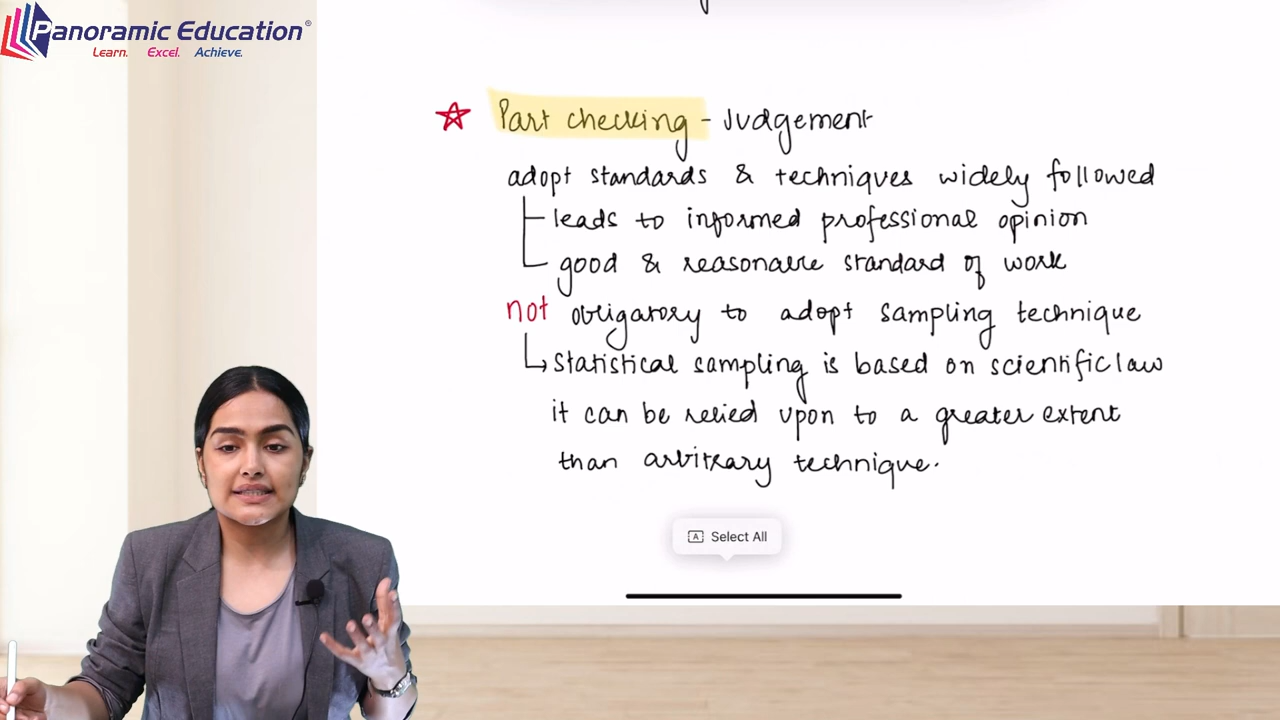 Panoramic Education®
Learn. Excel. Achieve.
☆ Part checking - Judgement
adopt standards & techniques widely followed
leads to informed professional opinion
good & reasonable standard of work
not obligatory to adopt sampling technique
Statistical sampling is based on scientific law
it can be relied upon to a greater extent
than arbitrary technique.
A Select All